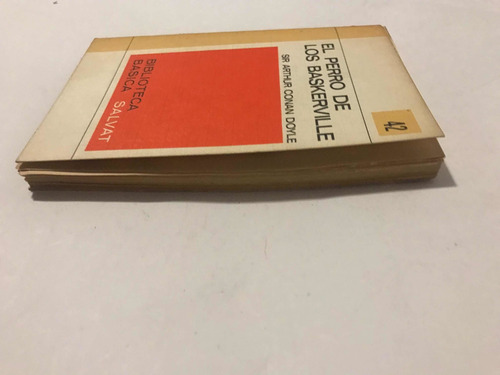 EL PERRO DE
LOS BASKERVILLE
SIR ARTHUR CONAN DOYLE
42
BIBLIOTECA
BASICA SALVAT